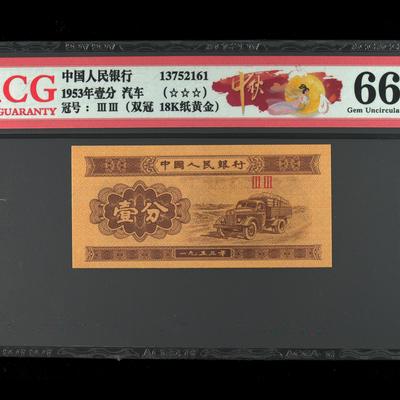 中国人民银行 13752161
ACG 中秋 66
1953年壹分 汽车 (☆☆☆)
GUARANTY Gem Uncircula
冠号：ⅢⅢ（双冠 18K纸黄金）
中国人民银行
ⅢⅢ
壹分
一九五三年